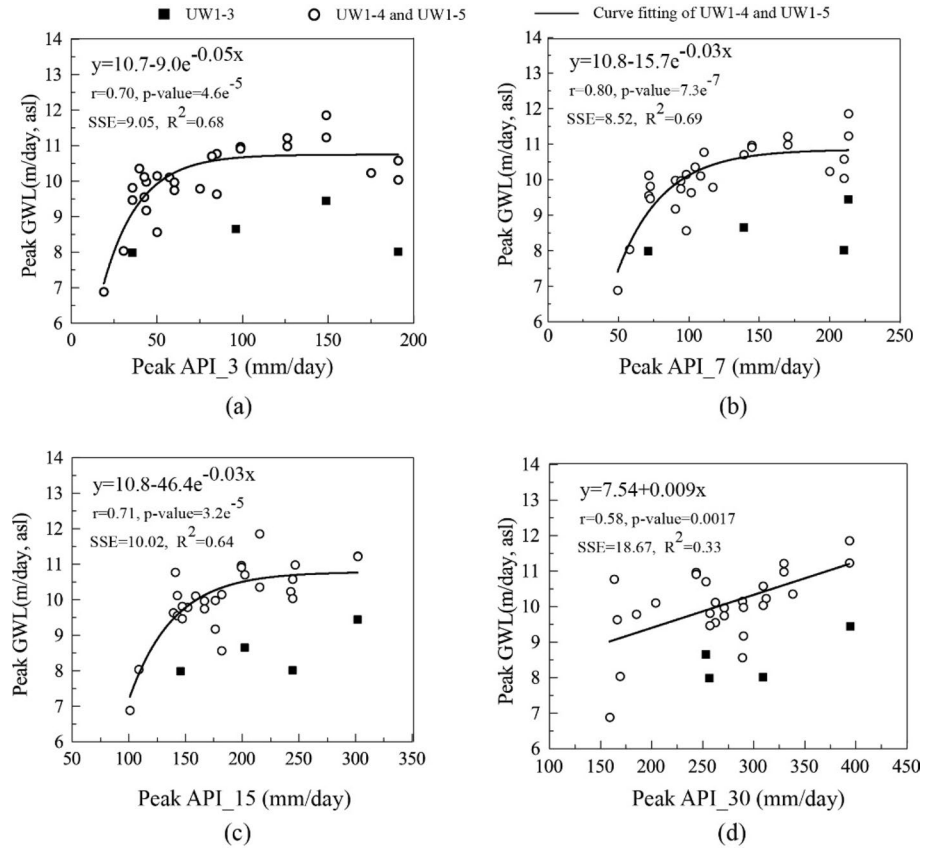 UW1-3 UW1-4 and UW1-5 Curve fitting of UW1-4 and UW1-5
14
13
12
11
10
9
8
7
6
Peak GWL(m/day, asl)
y=10.7-9.0e^-0.05x
r=0.70, p-value=4.6e^-5
SSE=9.05, R^2=0.68
0 50 100 150 200
Peak API_3 (mm/day)
(a)
14
13
12
11
10
9
8
7
6
Peak GWL(m/day, asl)
y=10.8-15.7e^-0.03x
r=0.80, p-value=7.3e^-7
SSE=8.52, R^2=0.69
0 50 100 150 200 250
Peak API_7 (mm/day)
(b)
14
13
12
11
10
9
8
7
6
Peak GWL(m/day, asl)
y=10.8-46.4e^-0.03x
r=0.71, p-value=3.2e^-5
SSE=10.02, R^2=0.64
50 100 150 200 250 300 350
Peak API_15 (mm/day)
(c)
14
13
12
11
10
9
8
7
6
Peak GWL(m/day, asl)
y=7.54+0.009x
r=0.58, p-value=0.0017
SSE=18.67, R^2=0.33
100 150 200 250 300 350 400 450
Peak API_30 (mm/day)
(d)